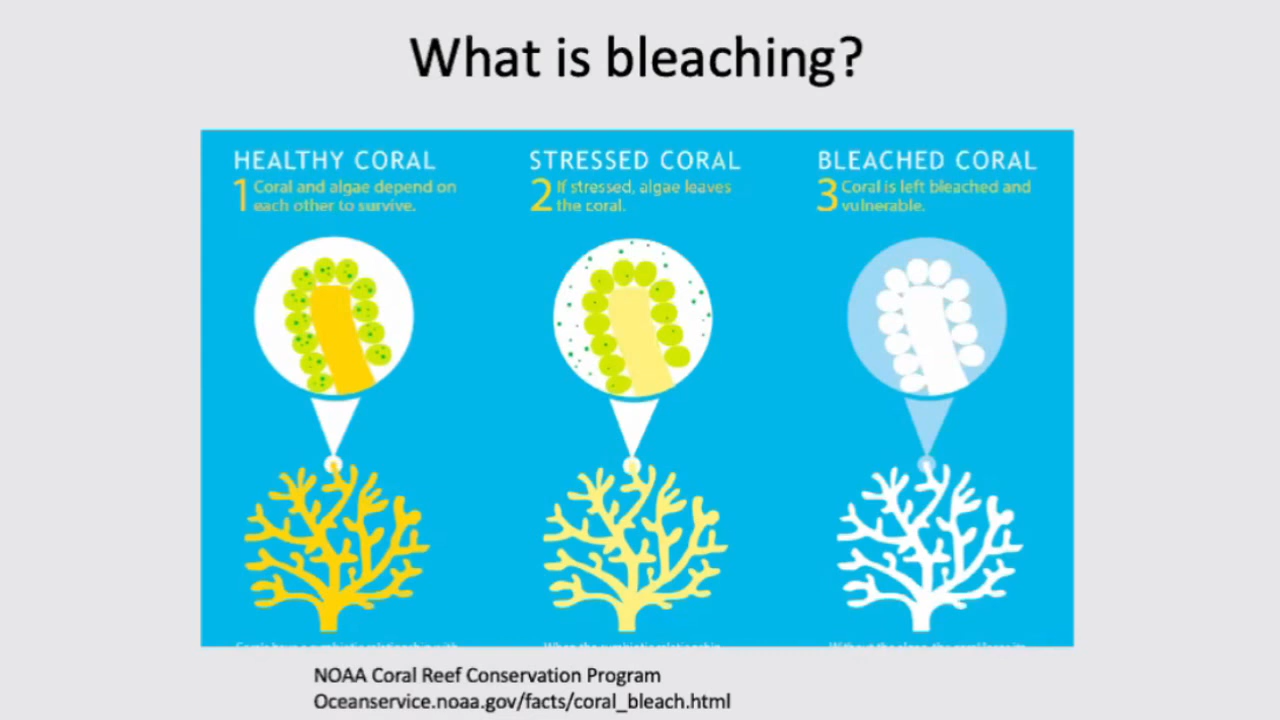 What is bleaching?
HEALTHY CORAL
1 Coral and algae depend on
each other to survive.
STRESSED CORAL
2 If stressed, algae leaves
the coral.
BLEACHED CORAL
3 Coral is left bleached and
vulnerable.
NOAA Coral Reef Conservation Program
Oceanservice.noaa.gov/facts/coral_bleach.html